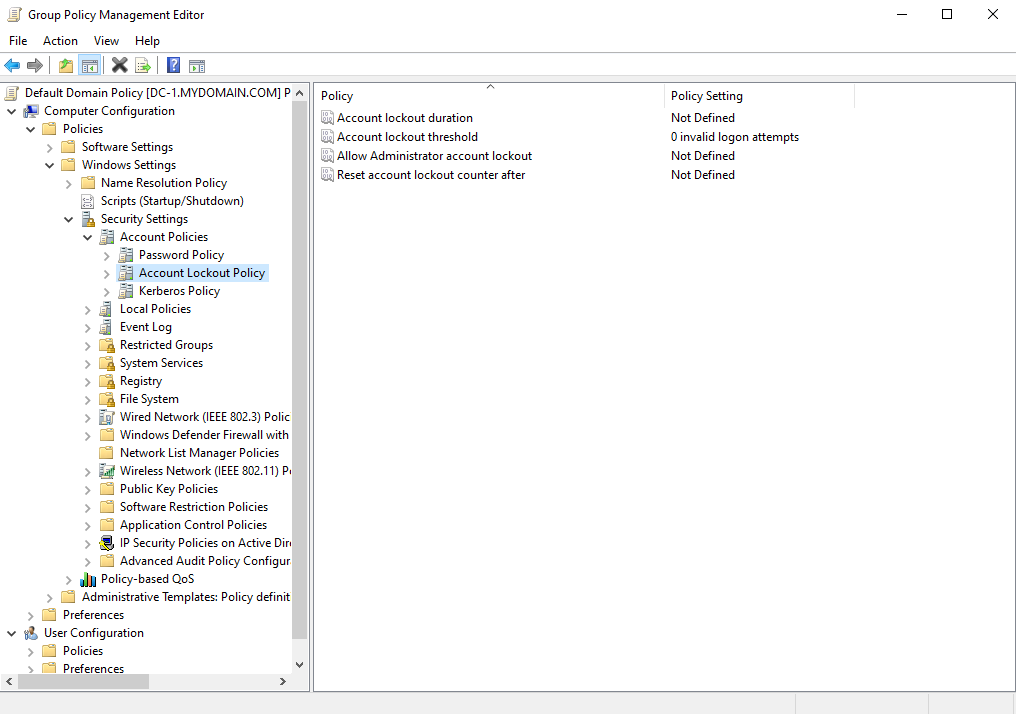 Group Policy Management Editor
File Action View Help
Default Domain Policy [DC-1.MYDOMAIN.COM] P
Computer Configuration
Policies
Software Settings
Windows Settings
Name Resolution Policy
Scripts (Startup/Shutdown)
Security Settings
Account Policies
Password Policy
Account Lockout Policy
Kerberos Policy
Local Policies
Event Log
Restricted Groups
System Services
Registry
File System
Wired Network (IEEE 802.3) Polic
Windows Defender Firewall with
Network List Manager Policies
Wireless Network (IEEE 802.11) Po
Public Key Policies
Software Restriction Policies
Application Control Policies
IP Security Policies on Active Dire
Advanced Audit Policy Configur
Policy-based QoS
Administrative Templates: Policy definit
Preferences
User Configuration
Policies
Preferences
Policy Policy Setting
Account lockout duration Not Defined
Account lockout threshold 0 invalid logon attempts
Allow Administrator account lockout Not Defined
Reset account lockout counter after Not Defined